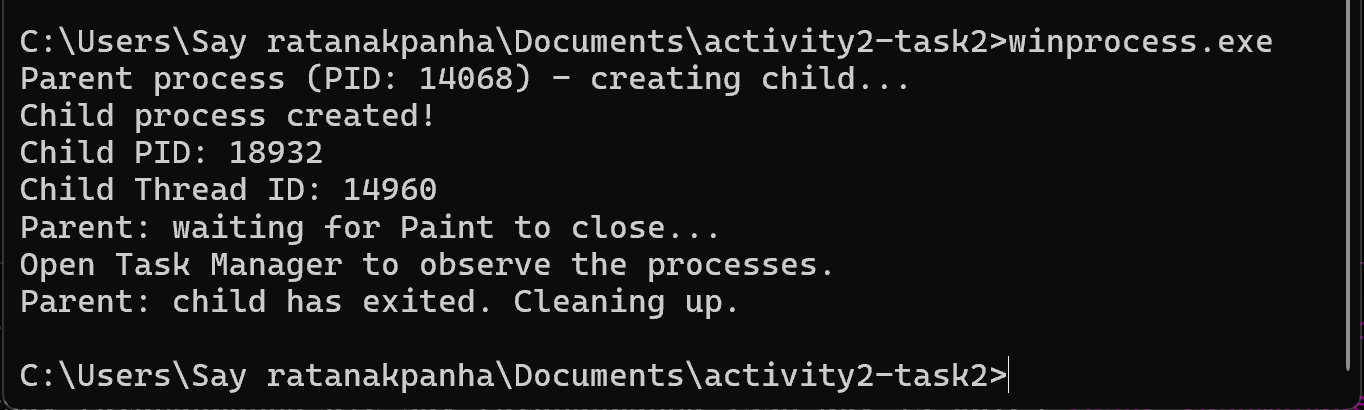 C:\Users\Say ratanakpanha\Documents\activity2-task2>winprocess.exe
Parent process (PID: 14068) - creating child...
Child process created!
Child PID: 18932
Child Thread ID: 14960
Parent: waiting for Paint to close...
Open Task Manager to observe the processes.
Parent: child has exited. Cleaning up.
C:\Users\Say ratanakpanha\Documents\activity2-task2>